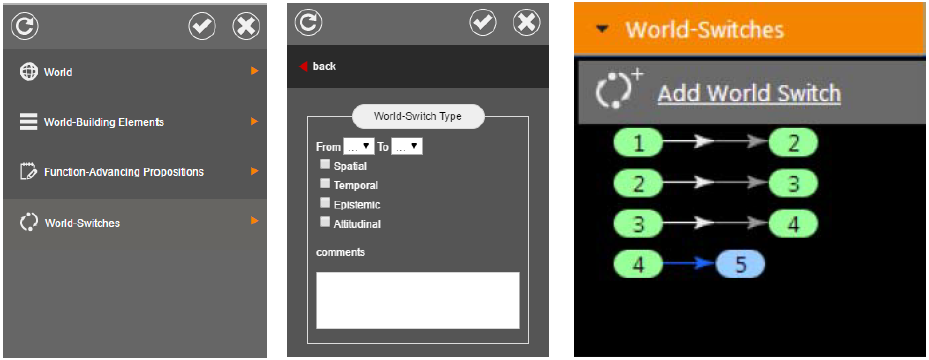 World
World-Building Elements
Function-Advancing Propositions
World-Switches
back
World-Switch Type
From ... To ...
Spatial
Temporal
Epistemic
Attitudinal
comments
World-Switches
Add World Switch
1 2
2 3
3 4
4 5